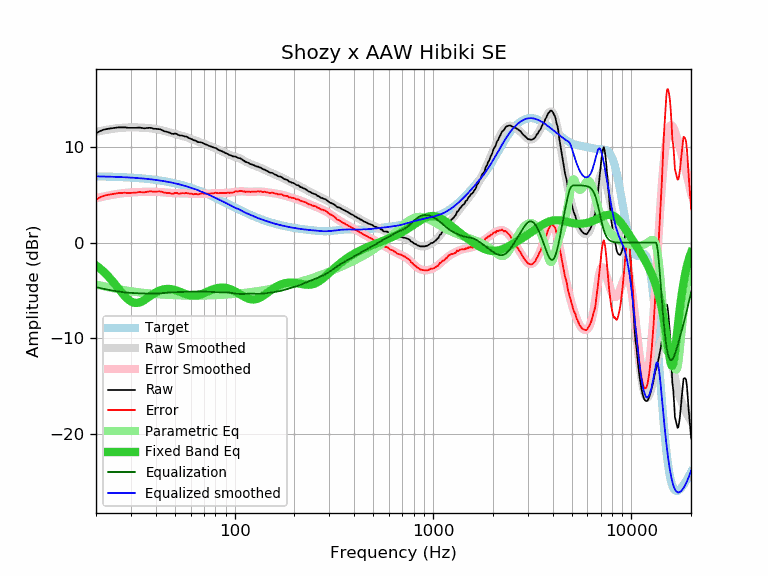 Shozy x AAW Hibiki SE
Amplitude (dBr)
10
0
−10
−20
Target
Raw Smoothed
Error Smoothed
Raw
Error
Parametric Eq
Fixed Band Eq
Equalization
Equalized smoothed
100
1000
10000
Frequency (Hz)